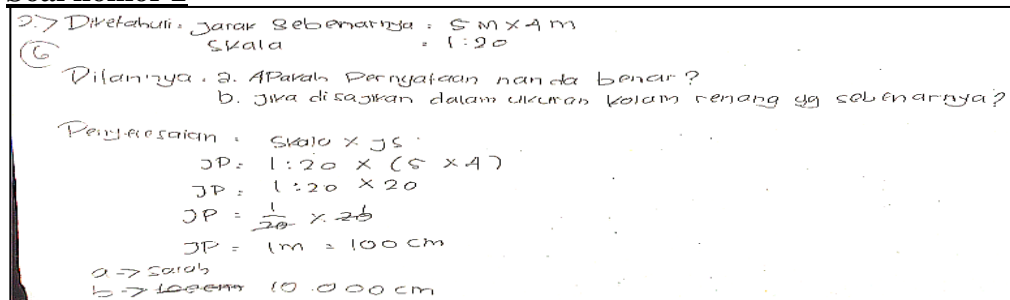 Soal nomor 2
2.> Diketahui : Jarak Sebenarnya : 5 M X 4 m
Skala : 1:20
6
Ditannya : a. APakah Pernyataan nanda benar ?
b. Jika disajikan dalam ukuran kolam renang yg sebenarnya ?
Penyelesaian : Skala X JS
JP : 1 : 20 X (5 X 4)
JP : 1 : 20 X 20
JP = 1/20 X 20
JP = 1m = 100 cm
a -> salah
b -> 10.000 cm